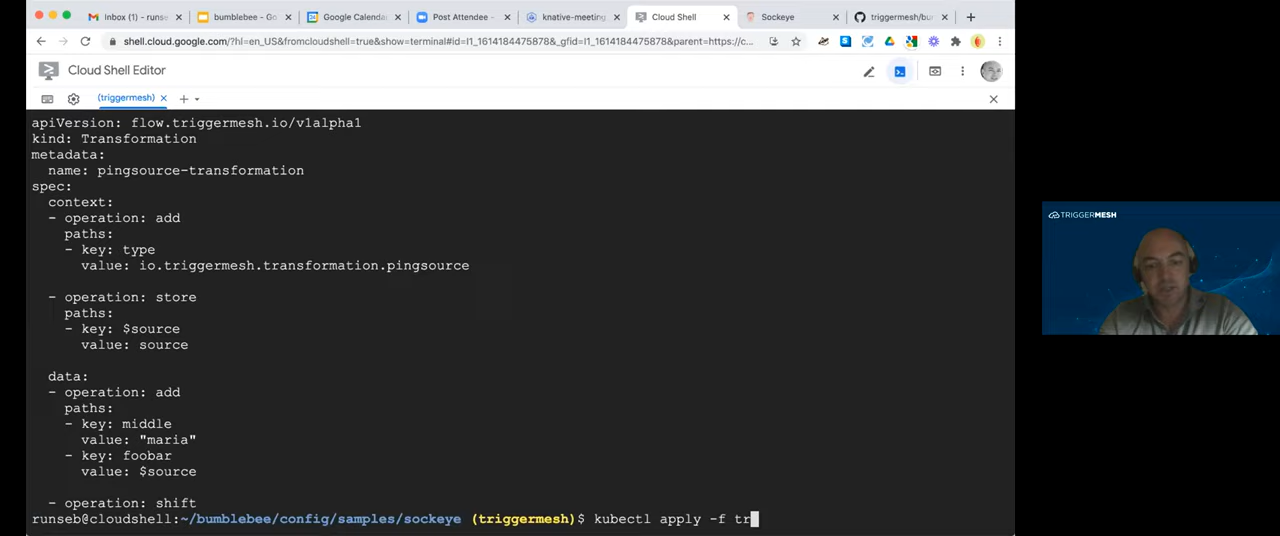 Inbox (1) - runse
bumblebee - Go
Google Calenda
Post Attendee -
knative-meeting
Cloud Shell
Sockeye
triggermesh/bu
shell.cloud.google.com/?hl=en_US&fromcloudshell=true&show=terminal#id=I1_1614184475878&_gfid=I1_1614184475878&parent=https://c...
Cloud Shell Editor
(triggermesh)
apiVersion: flow.triggermesh.io/v1alpha1
kind: Transformation
metadata:
name: pingsource-transformation
spec:
context:
- operation: add
paths:
- key: type
value: io.triggermesh.transformation.pingsource
- operation: store
paths:
- key: $source
value: source
data:
- operation: add
paths:
- key: middle
value: "maria"
- key: foobar
value: $source
- operation: shift
runseb@cloudshell:~/bumblebee/config/samples/sockeye (triggermesh)$ kubectl apply -f tr
TRIGGERMESH